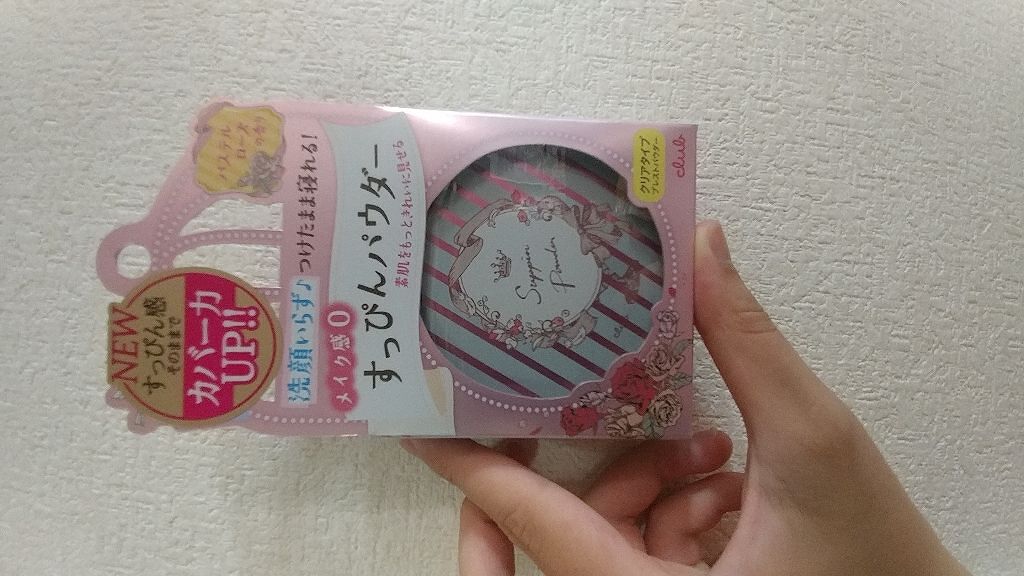 パステル
ローズ
の香り
NEW
すっぴん感
そのままで
カバー力
UP!!
洗顔いらず♪つけたまま寝れる!
メイク感0
すっぴんパウダー
素肌をもっときれいに見せる
Suppin
Powder
クリアタイプ
プレストパウダー
club